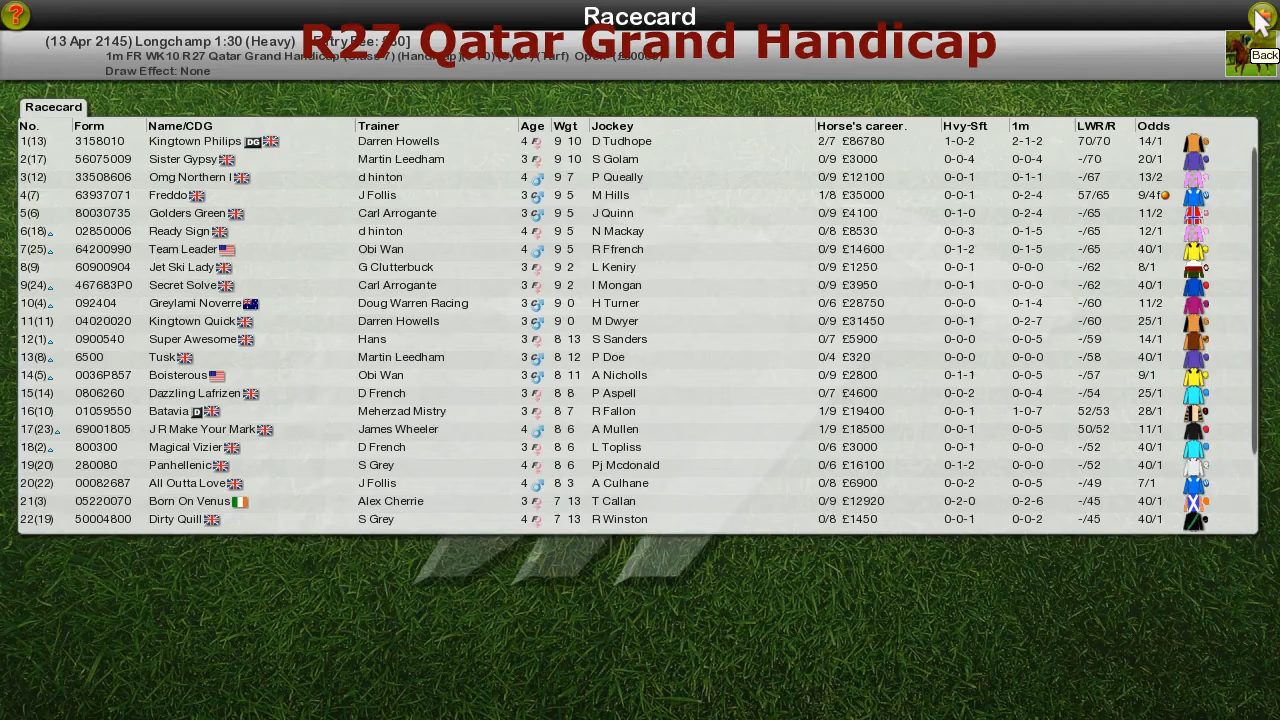 Racecard
R27 Qatar Grand Handicap
(13 Apr 2145) Longchamp 1:30 (Heavy)
1m FR WK10 R27 Qatar Grand Handicap
Draw Effect: None
Back
Racecard
No. Form Name/CDG Trainer Age Wgt Jockey Horse's career. Hvy-Sft 1m LWR/R Odds
1(13) 3158010 Kingtown Philips DG Darren Howells 4 9 10 D Tudhope 2/7 £86780 1-0-2 2-1-2 70/70 14/1
2(17) 56075009 Sister Gypsy Martin Leedham 3 9 10 S Golam 0/9 £3000 0-0-4 0-0-4 -/70 20/1
3(12) 33508606 Omg Northern I d hinton 4 9 7 P Queally 0/9 £12100 0-0-1 0-1-1 -/67 13/2
4(7) 63937071 Freddo J Follis 3 9 5 M Hills 1/8 £35000 0-0-1 0-2-4 57/65 9/4f
5(6) 80030735 Golders Green Carl Arrogante 3 9 5 J Quinn 0/9 £4100 0-1-0 0-2-4 -/65 11/2
6(18) 02850006 Ready Sign d hinton 4 9 5 N Mackay 0/8 £8530 0-0-3 0-1-5 -/65 12/1
7(25) 64200990 Team Leader Obi Wan 4 9 5 R Ffrench 0/9 £14600 0-1-2 0-1-5 -/65 40/1
8(9) 60900904 Jet Ski Lady G Clutterbuck 3 9 2 L Keniry 0/9 £1250 0-0-1 0-0-0 -/62 8/1
9(24) 467683P0 Secret Solve Carl Arrogante 3 9 2 I Mongan 0/9 £3950 0-0-1 0-0-0 -/62 40/1
10(4) 092404 Greylami Noverre Doug Warren Racing 3 9 0 H Turner 0/6 £28750 0-0-0 0-1-4 -/60 11/2
11(11) 04020020 Kingtown Quick Darren Howells 3 9 0 M Dwyer 0/9 £31450 0-0-1 0-2-7 -/60 25/1
12(1) 0900540 Super Awesome Hans 3 8 13 S Sanders 0/7 £5900 0-0-0 0-0-5 -/59 14/1
13(8) 6500 Tusk Martin Leedham 3 8 12 P Doe 0/4 £320 0-0-1 0-0-0 -/58 40/1
14(5) 0036P857 Boisterous Obi Wan 3 8 11 A Nicholls 0/9 £2800 0-1-1 0-0-5 -/57 9/1
15(14) 0806260 Dazzling Lafrizen D French 3 8 8 P Aspell 0/7 £4600 0-0-2 0-0-4 -/54 25/1
16(10) 01059550 Batavia D Meherzad Mistry 3 8 7 R Fallon 1/9 £19400 0-0-1 1-0-7 52/53 28/1
17(23) 69001805 J R Make Your Mark James Wheeler 4 8 6 A Mullen 1/9 £18500 0-0-1 0-0-5 50/52 11/1
18(2) 800300 Magical Vizier D French 3 8 6 L Topliss 0/6 £3000 0-0-1 0-0-0 -/52 40/1
19(20) 280080 Panhellenic S Grey 4 8 6 Pj Mcdonald 0/6 £16100 0-1-2 0-0-0 -/52 40/1
20(22) 00082687 All Outta Love J Follis 4 8 3 A Culhane 0/8 £6900 0-0-2 0-0-5 -/49 7/1
21(3) 05220070 Born On Venus Alex Cherrie 3 7 13 T Callan 0/9 £12920 0-2-0 0-2-6 -/45 40/1
22(19) 50004800 Dirty Quill S Grey 4 7 13 R Winston 0/8 £1450 0-0-1 0-0-2 -/45 40/1